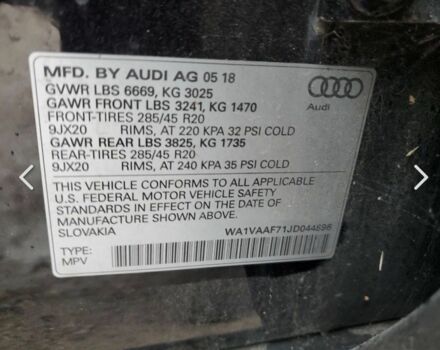 MFD. BY AUDI AG 05 18
GVWR LBS 6669, KG 3025
GAWR FRONT LBS 3241, KG 1470
FRONT-TIRES 285/45 R20
9JX20 RIMS, AT 220 KPA 32 PSI COLD
GAWR REAR LBS 3825, KG 1735
REAR-TIRES 285/45 R20
9JX20 RIMS, AT 240 KPA 35 PSI COLD
Audi
THIS VEHICLE CONFORMS TO ALL APPLICABLE
U.S. FEDERAL MOTOR VEHICLE SAFETY
STANDARDS IN EFFECT ON THE DATE OF
MANUFACTURE SHOWN ABOVE.
SLOVAKIA WA1VAAF71JD044896
TYPE:
MPV